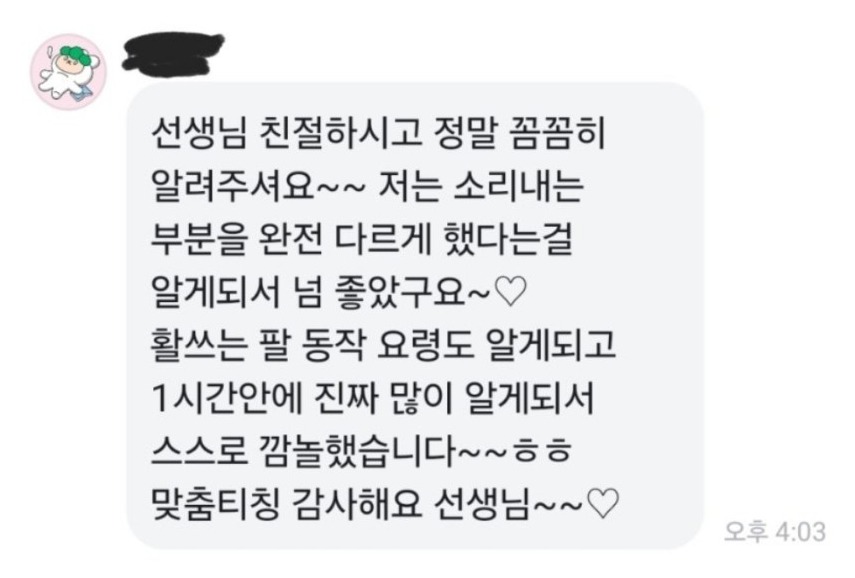 선생님 친절하시고 정말 꼼꼼히
알려주셔요~~ 저는 소리내는
부분을 완전 다르게 했다는걸
알게되서 넘 좋았구요~♡
활쓰는 팔 동작 요령도 알게되고
1시간안에 진짜 많이 알게되서
스스로 깜놀했습니다~~ㅎㅎ
맞춤티칭 감사해요 선생님~~♡
오후 4:03